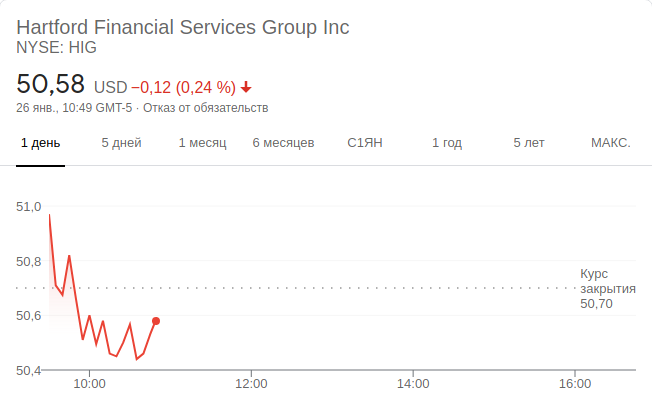 Hartford Financial Services Group Inc
NYSE: HIG
50,58 USD −0,12 (0,24 %)
26 янв., 10:49 GMT-5 · Отказ от обязательств
1 день 5 дней 1 месяц 6 месяцев С1ЯН 1 год 5 лет МАКС.
51,0
50,8
Курс
закрытия
50,70
50,6
50,4
10:00 12:00 14:00 16:00